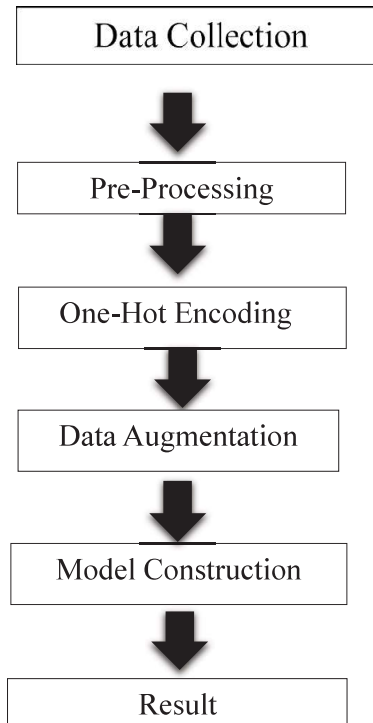 Data Collection
Pre-Processing
One-Hot Encoding
Data Augmentation
Model Construction
Result